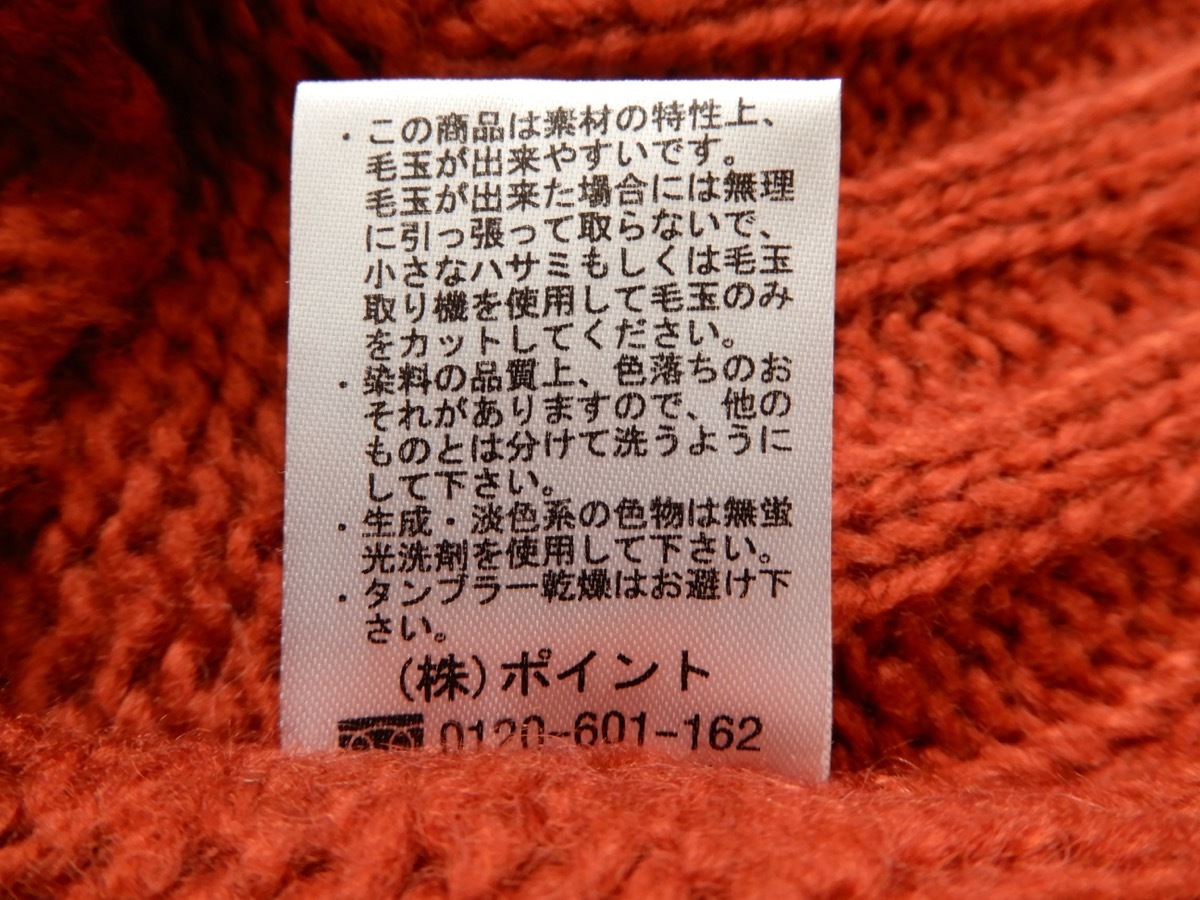 ・この商品は素材の特性上、
毛玉が出来やすいです。
毛玉が出来た場合には無理
に引っ張って取らないで、
小さなハサミもしくは毛玉
取り機を使用して毛玉のみ
をカットしてください。
・染料の品質上、色落ちのお
それがありますので、他の
ものとは分けて洗うように
して下さい。
・生成・淡色系の色物は無蛍
光洗剤を使用して下さい。
・タンブラー乾燥はお避け下
さい。
(株)ポイント
0120-601-162